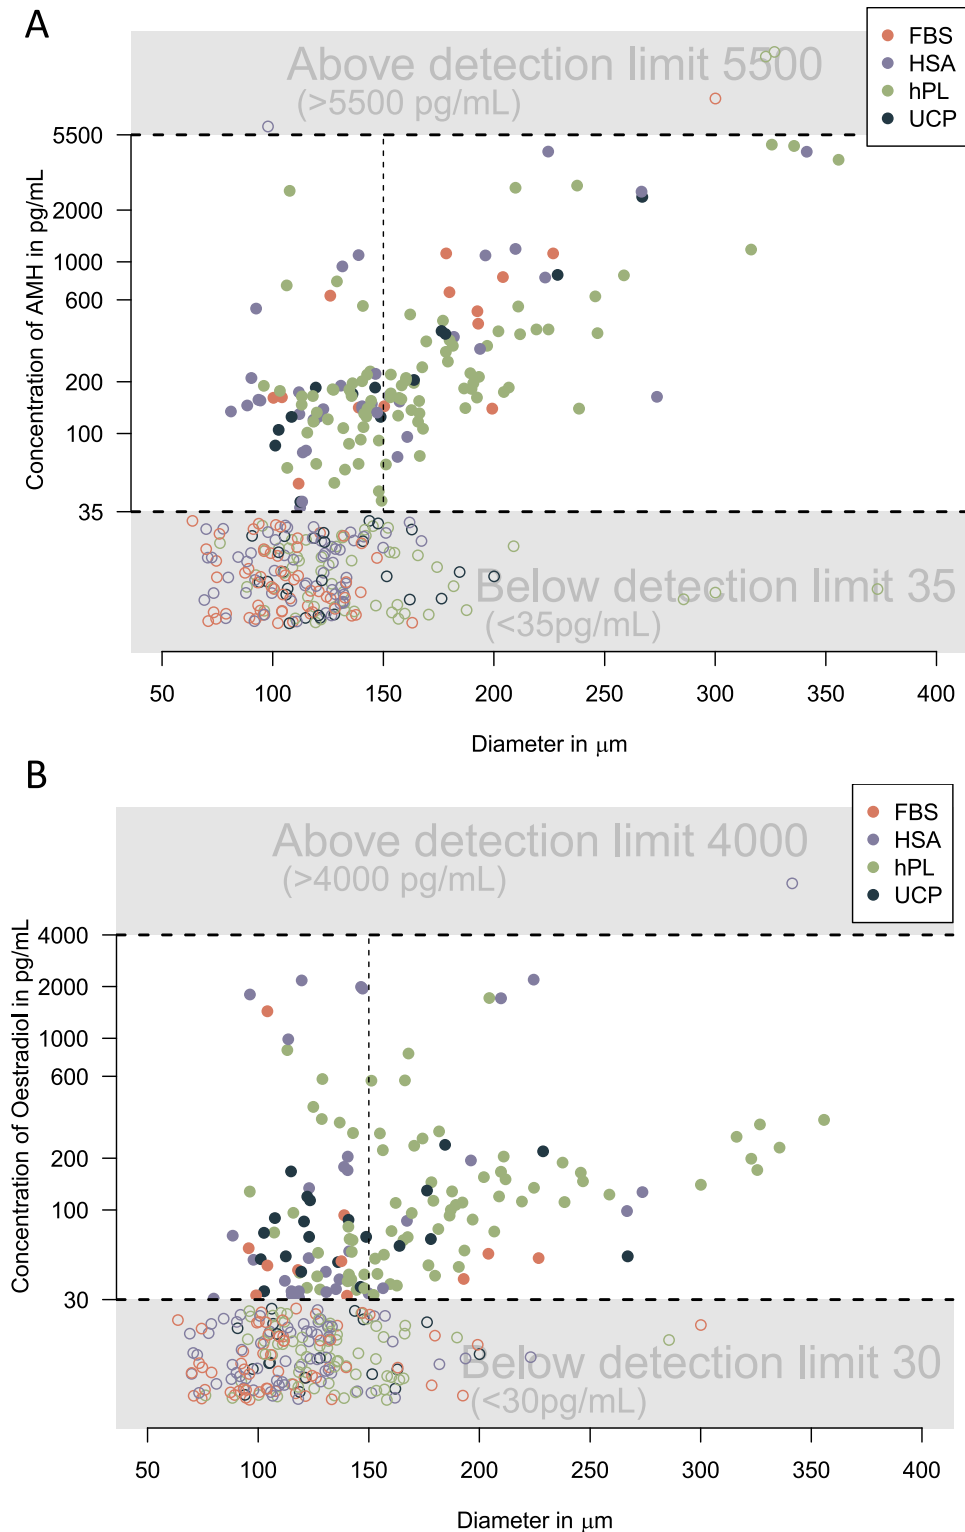 A
Above detection limit 5500
(>5500 pg/mL)
FBS
HSA
hPL
UCP
Concentration of AMH in pg/mL
5500
2000
1000
600
200
100
35
Below detection limit 35
(<35pg/mL)
50 100 150 200 250 300 350 400
Diameter in μm
B
Above detection limit 4000
(>4000 pg/mL)
FBS
HSA
hPL
UCP
Concentration of Oestradiol in pg/mL
4000
2000
1000
600
200
100
30
Below detection limit 30
(<30pg/mL)
50 100 150 200 250 300 350 400
Diameter in μm